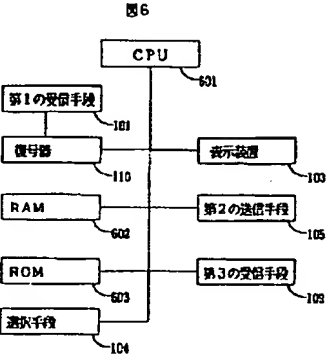 図6
CPU
601
第1の受信手段
101
復号器
110
表示装置
103
RAM
602
第2の送信手段
105
ROM
603
第3の受信手段
108
選択手段
104